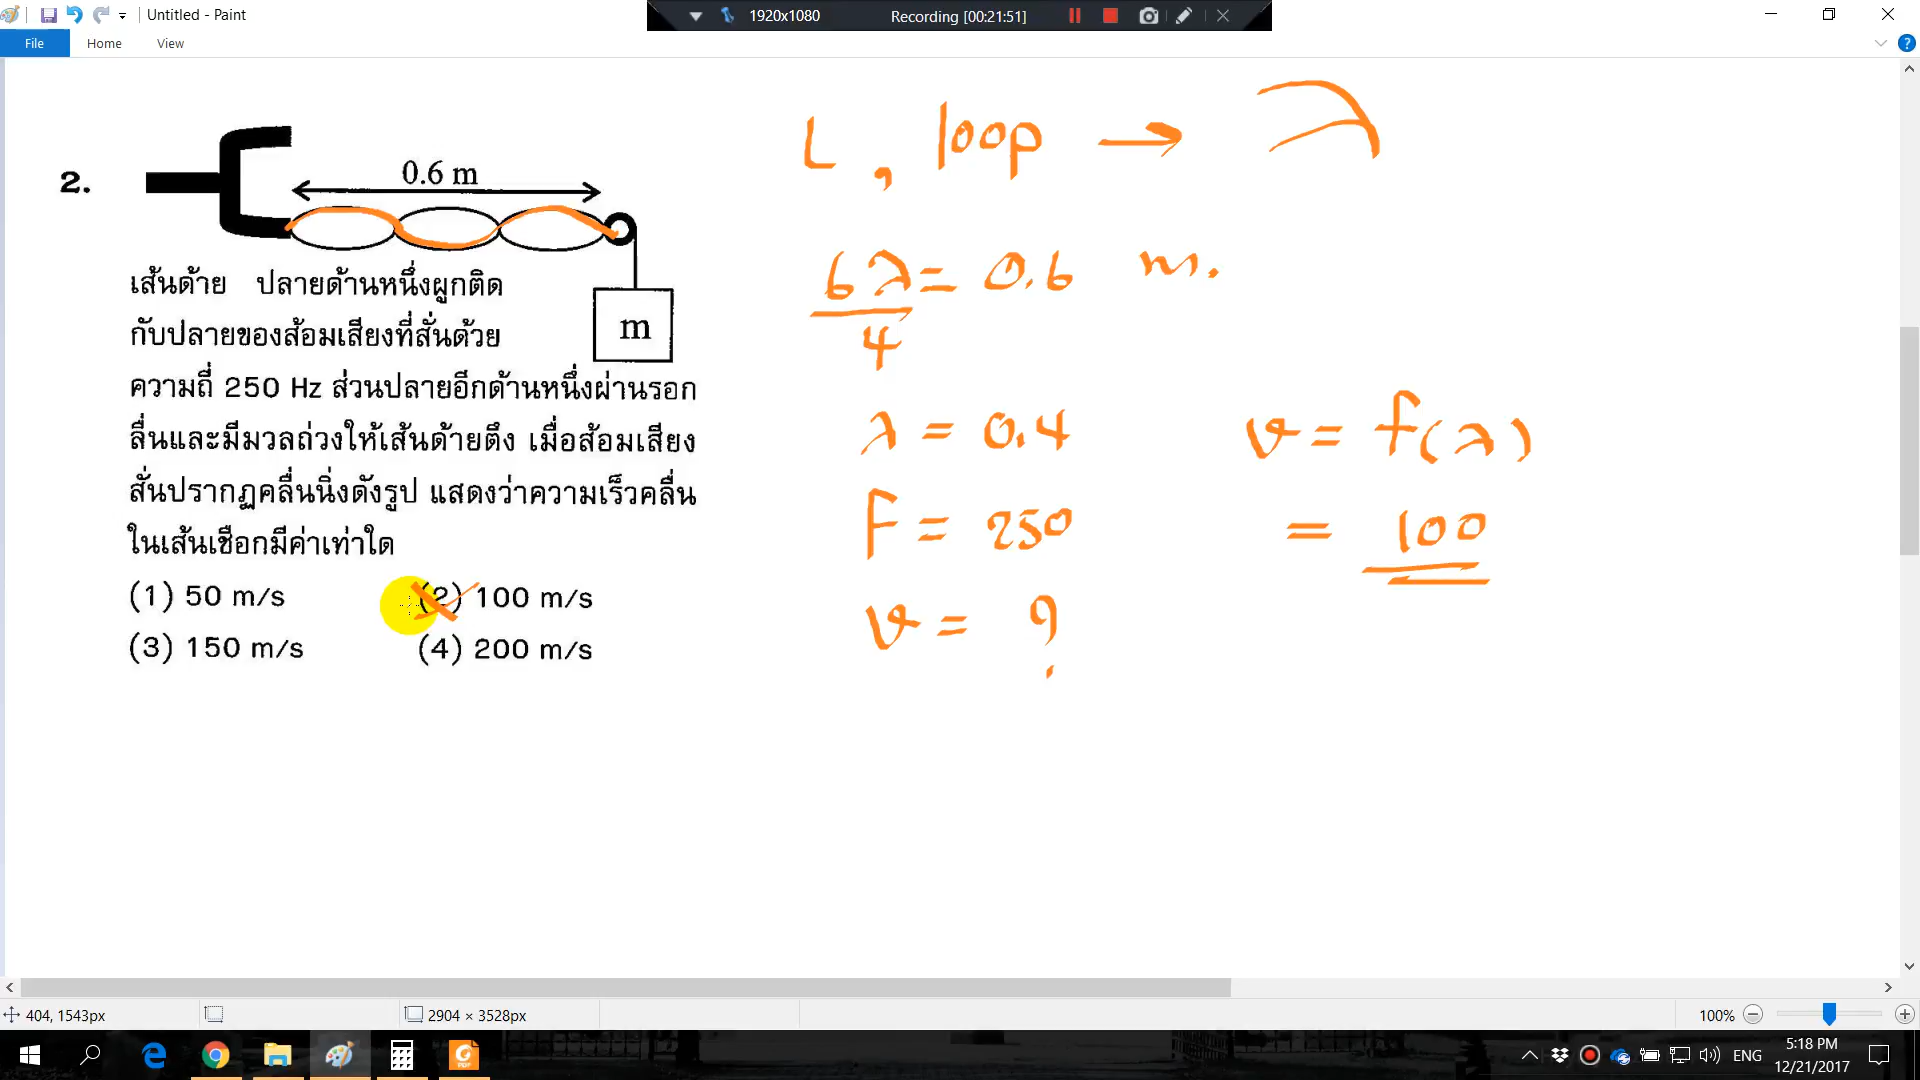 Untitled - Paint
1920x1080
Recording [00:21:51]
File
Home
View
2.
0.6 m
m
เส้นด้าย ปลายด้านหนึ่งผูกติด
กับปลายของส้อมเสียงที่สั่นด้วย
ความถี่ 250 Hz ส่วนปลายอีกด้านหนึ่งผ่านรอก
ลื่นและมีมวลถ่วงให้เส้นด้ายตึง เมื่อส้อมเสียง
สั่นปรากฏคลื่นนิ่งดังรูป แสดงว่าความเร็วคลื่น
ในเส้นเชือกมีค่าเท่าใด
(1) 50 m/s (2) 100 m/s
(3) 150 m/s (4) 200 m/s
L, loop → λ
6λ/4 = 0.6 m.
λ = 0.4
F = 250
v = ?
v = f(λ)
= 100
404, 1543px
2904 × 3528px
100%
ENG
5:18 PM
12/21/2017